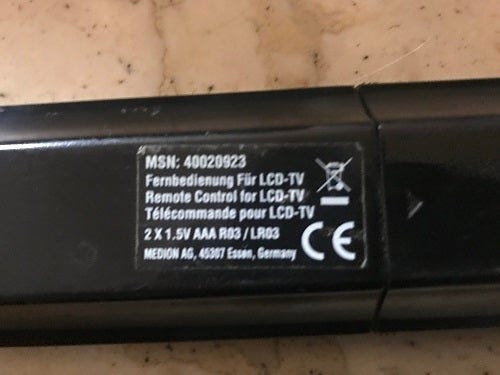 MSN: 40020923
Fernbedienung Für LCD-TV
Remote Control for LCD-TV
Télécommande pour LCD-TV
2 X 1.5V AAA R03 / LR03
MEDION AG, 45307 Essen, Germany
CE